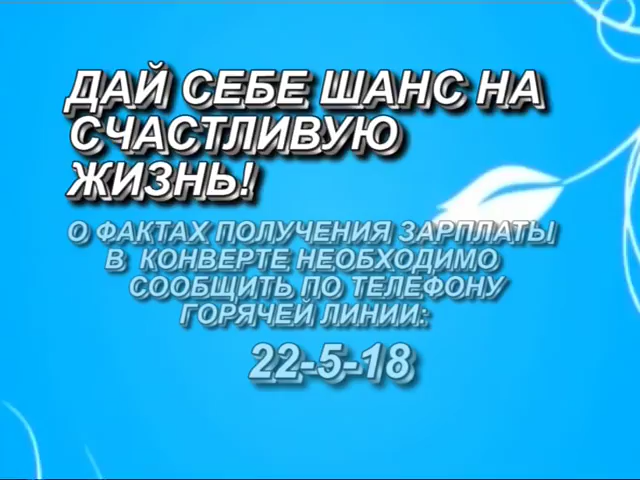 ДАЙ СЕБЕ ШАНС НА
СЧАСТЛИВУЮ
ЖИЗНЬ!
О ФАКТАХ ПОЛУЧЕНИЯ ЗАРПЛАТЫ
В КОНВЕРТЕ НЕОБХОДИМО
СООБЩИТЬ ПО ТЕЛЕФОНУ
ГОРЯЧЕЙ ЛИНИИ:
22-5-18